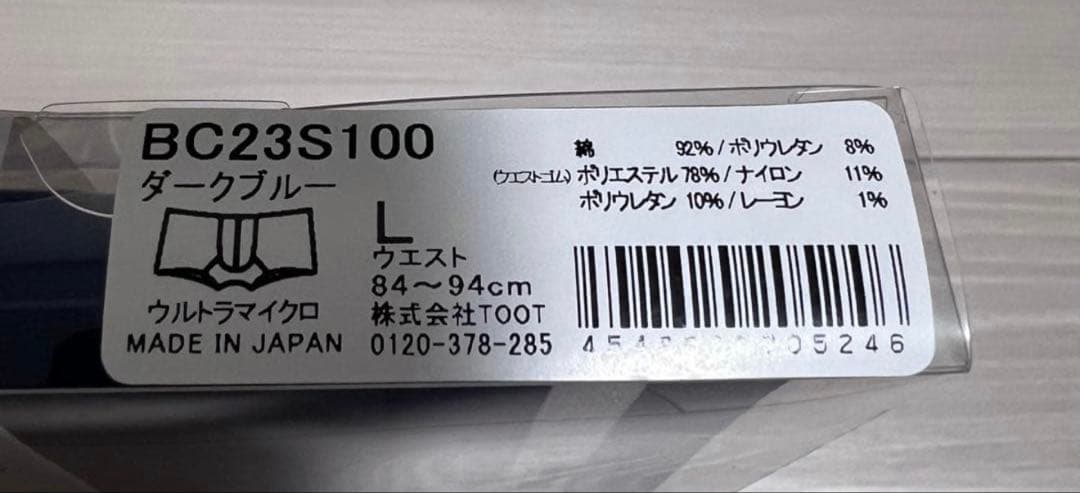 BC23S100
ダークブルー
L
ウエスト
84～94cm
ウルトラマイクロ
株式会社TOOT
MADE IN JAPAN
0120-378-285
綿 92%/ポリウレタン 8%
(ウエストゴム)ポリエステル 78%/ナイロン 11%
ポリウレタン 10%/レーヨン 1%